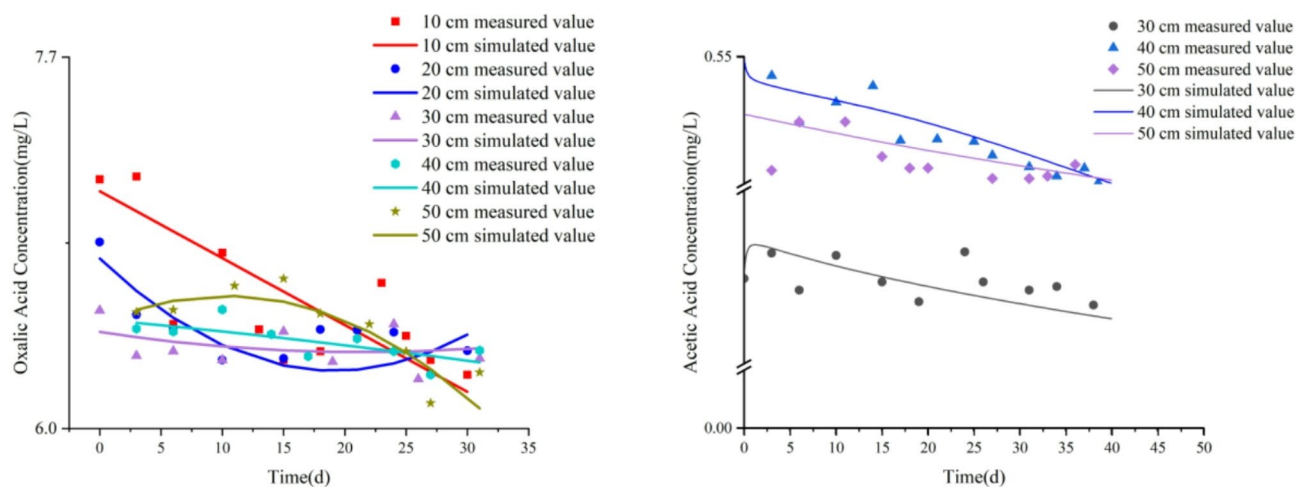 10 cm measured value
10 cm simulated value
20 cm measured value
20 cm simulated value
30 cm measured value
30 cm simulated value
40 cm measured value
40 cm simulated value
50 cm measured value
50 cm simulated value
7.7
6.0
Oxalic Acid Concentration(mg/L)
0 5 10 15 20 25 30 35
Time(d)
30 cm measured value
40 cm measured value
50 cm measured value
30 cm simulated value
40 cm simulated value
50 cm simulated value
0.55
0.00
Acetic Acid Concentration(mg/L)
0 5 10 15 20 25 30 35 40 45 50
Time(d)